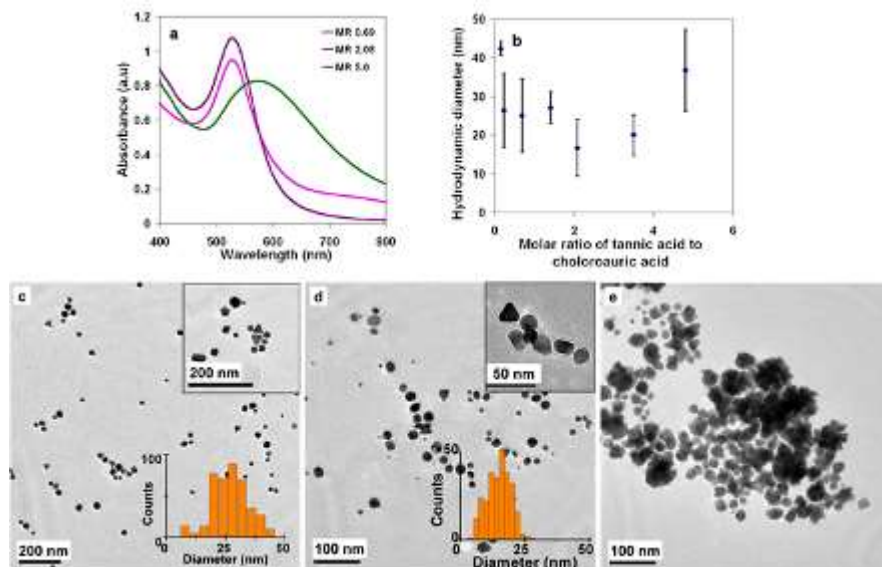 a
MR 0.69
MR 2.08
MR 5.0
1.2
1
0.8
0.6
0.4
0.2
0
400
500
600
700
800
Absorbance (a.u)
Wavelength (nm)
b
50
40
30
20
10
0
0
2
4
6
Hydrodynamic diameter (nm)
Molar ratio of tannic acid to
choloroauric acid
c
200 nm
100
0
Counts
0
25
50
Diameter (nm)
200 nm
d
50 nm
50
0
Counts
0
25
50
Diameter (nm)
100 nm
e
100 nm